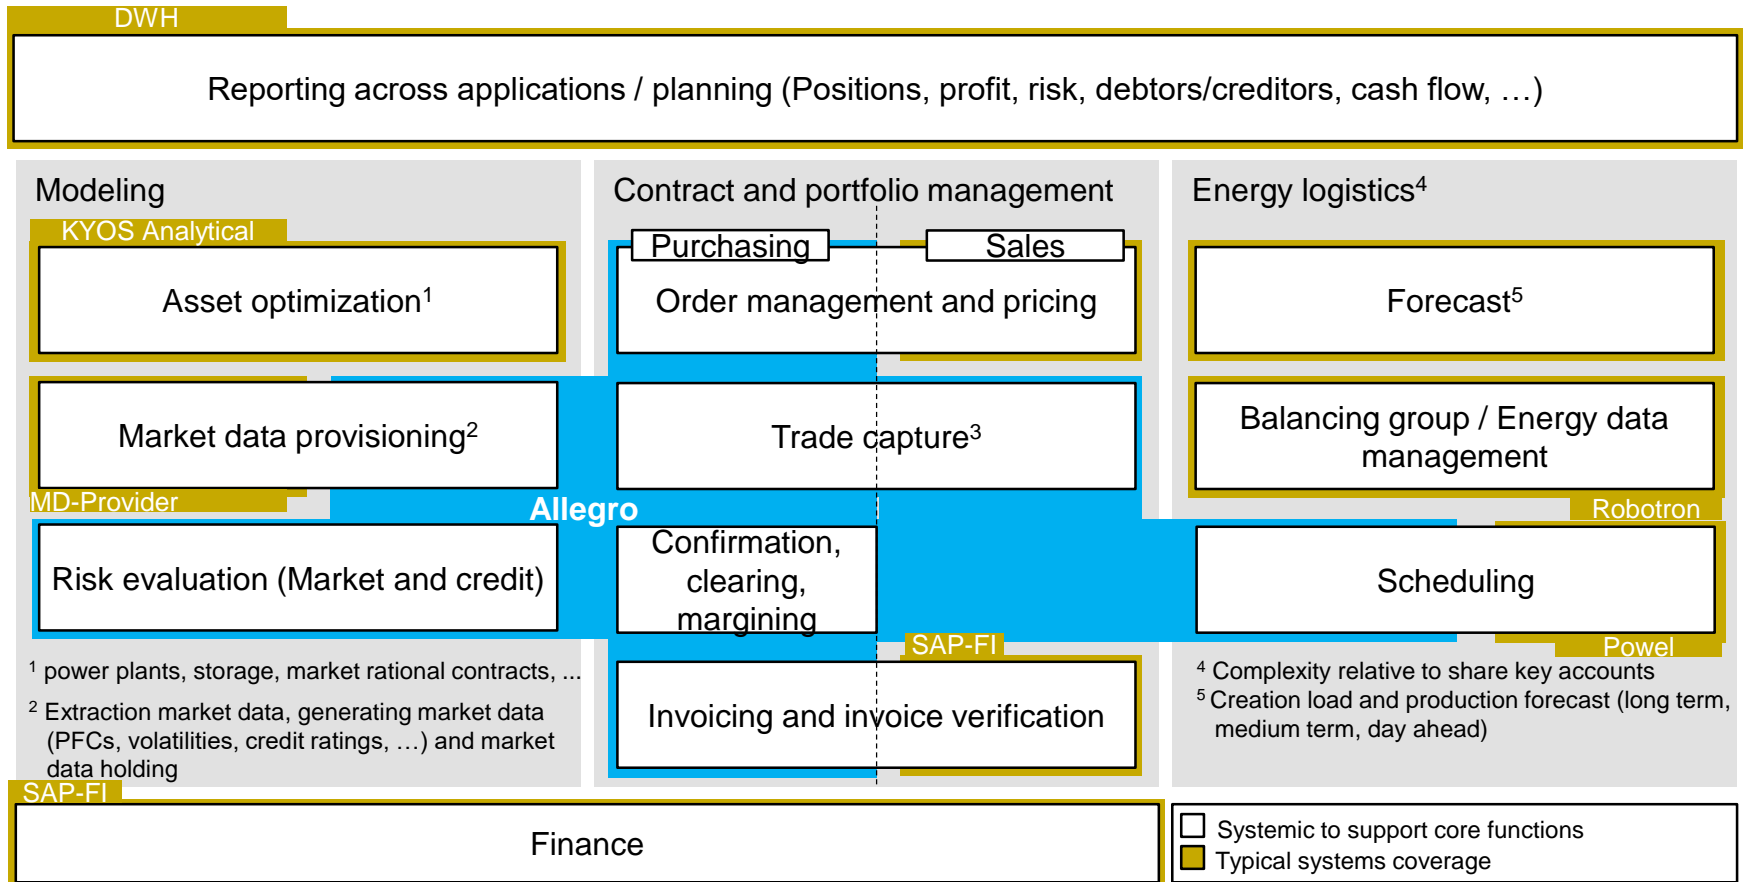 DWH
Reporting across applications / planning (Positions, profit, risk, debtors/creditors, cash flow, …)
Modeling
KYOS Analytical
Asset optimization¹
Market data provisioning²
MD-Provider
Allegro
Risk evaluation (Market and credit)
¹ power plants, storage, market rational contracts, ...
² Extraction market data, generating market data
(PFCs, volatilities, credit ratings, …) and market
data holding
Contract and portfolio management
Purchasing
Sales
Order management and pricing
Trade capture³
Confirmation,
clearing,
margining
SAP-FI
Invoicing and invoice verification
Energy logistics⁴
Forecast⁵
Balancing group / Energy data
management
Robotron
Scheduling
Powel
⁴ Complexity relative to share key accounts
⁵ Creation load and production forecast (long term,
medium term, day ahead)
SAP-FI
Finance
Systemic to support core functions
Typical systems coverage